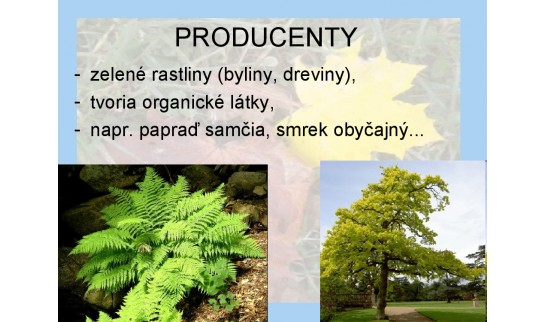 PRODUCENTY
- zelené rastliny (byliny, dreviny),
- tvoria organické látky,
- napr. papraď samčia, smrek obyčajný...